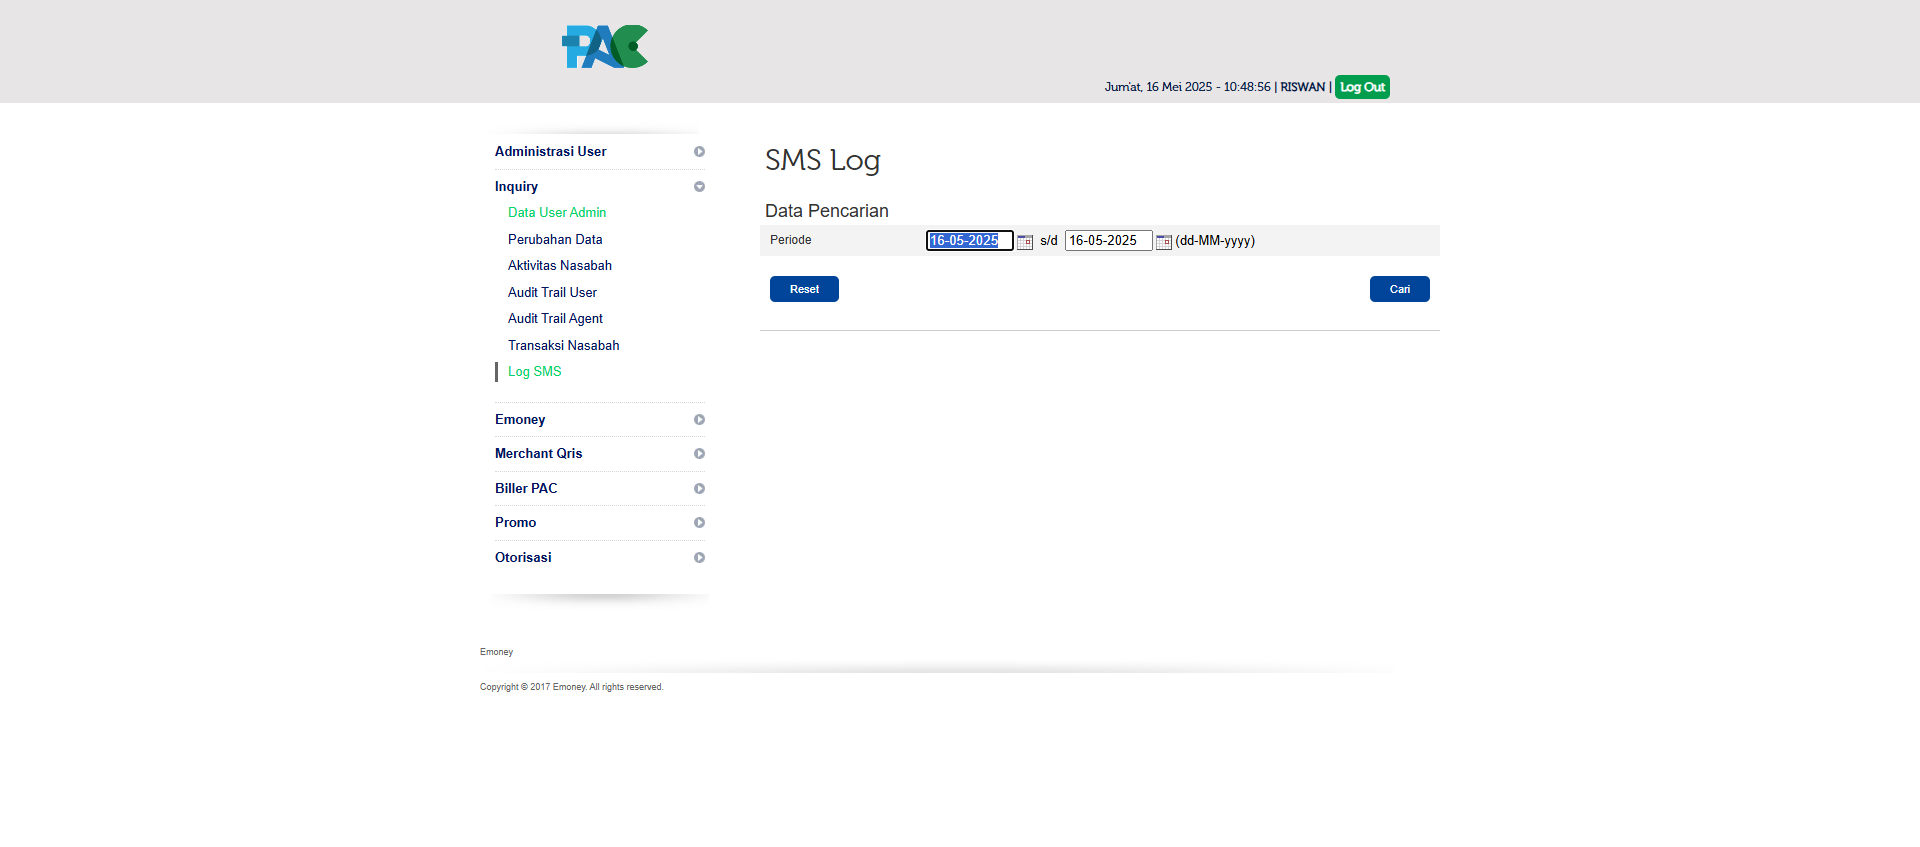 PAC
Jum'at, 16 Mei 2025 - 10:48:56 | RISWAN | Log Out
Administrasi User
Inquiry
Data User Admin
Perubahan Data
Aktivitas Nasabah
Audit Trail User
Audit Trail Agent
Transaksi Nasabah
Log SMS
Emoney
Merchant Qris
Biller PAC
Promo
Otorisasi
SMS Log
Data Pencarian
Periode 16-05-2025 s/d 16-05-2025 (dd-MM-yyyy)
Reset Cari
Emoney
Copyright © 2017 Emoney. All rights reserved.